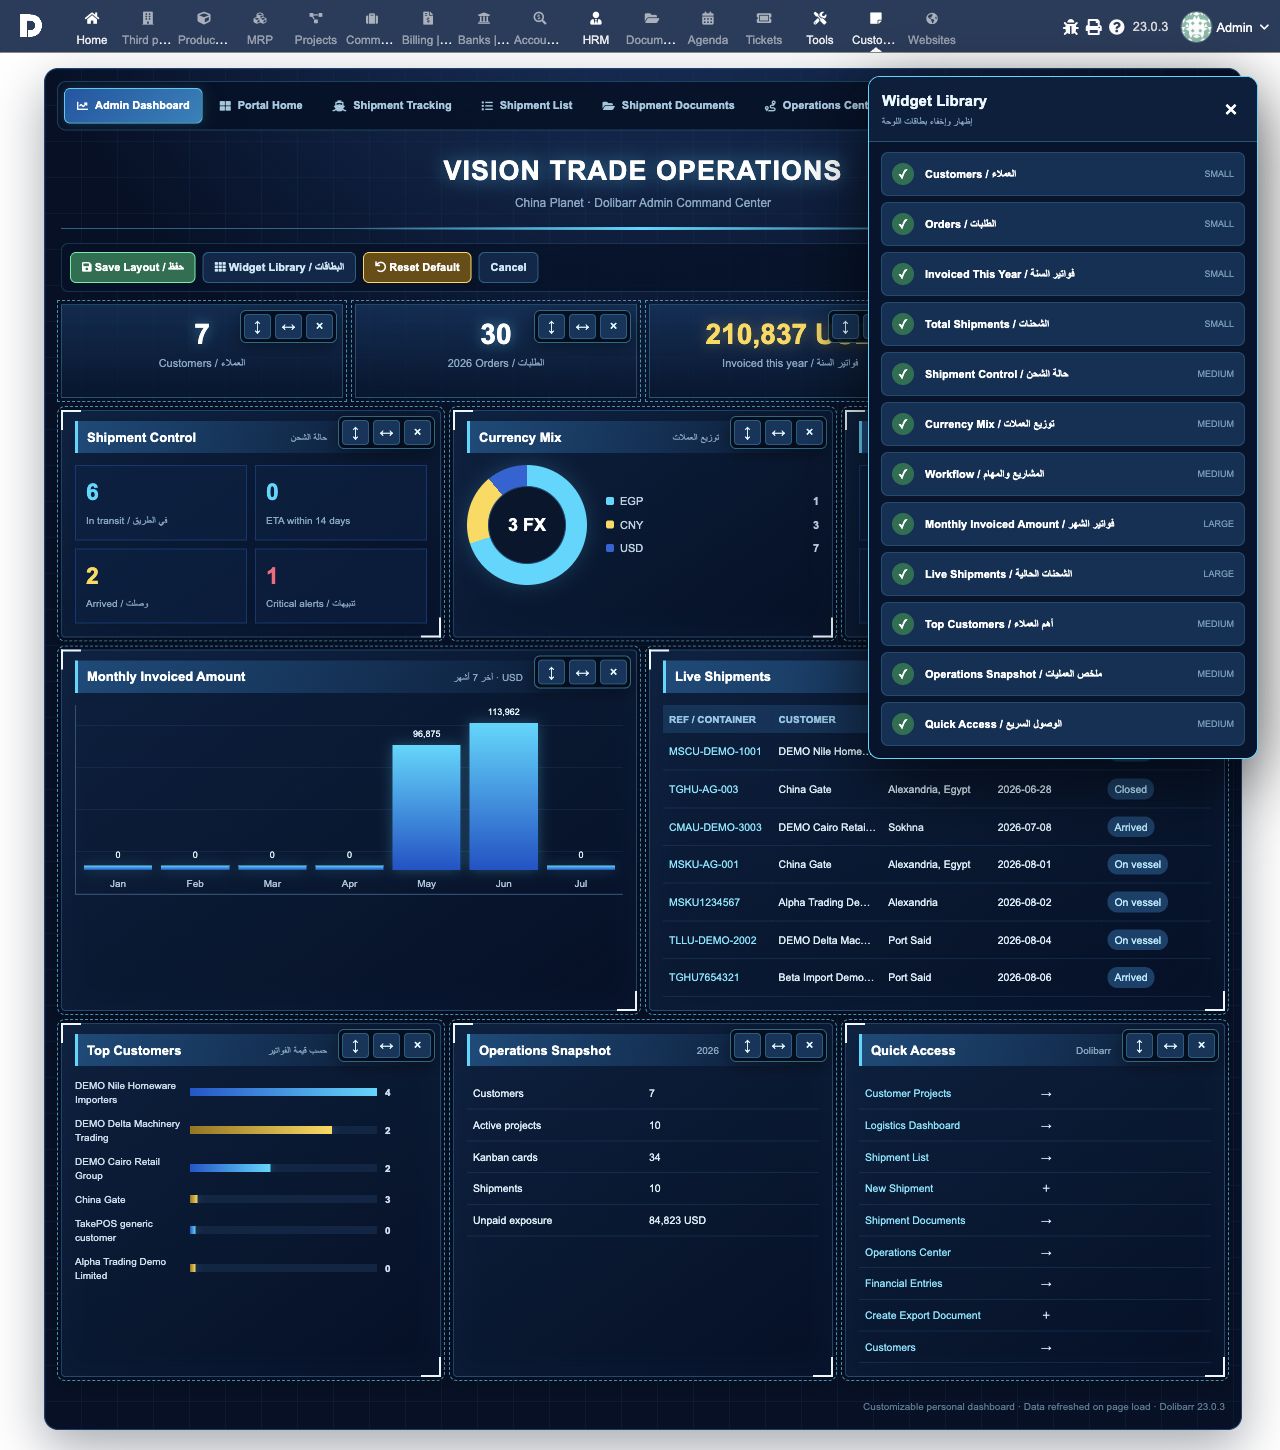 D
Home
Third p...
Produc...
MRP
Projects
Comm...
Billing |...
Banks |...
Accou...
HRM
Docum...
Agenda
Tickets
Tools
Custo...
Websites
23.0.3
Admin
Admin Dashboard
Portal Home
Shipment Tracking
Shipment List
Shipment Documents
Operations Cent
VISION TRADE OPERATIONS
China Planet · Dolibarr Admin Command Center
Save Layout / حفظ
Widget Library / البطاقات
Reset Default
Cancel
7
Customers / العملاء
30
2026 Orders / الطلبات
210,837
Invoiced this year / فواتير السنة
Widget Library
إظهار وإخفاء بطاقات اللوحة
Customers / العملاء
SMALL
Orders / الطلبات
SMALL
Invoiced This Year / فواتير السنة
SMALL
Total Shipments / الشحنات
SMALL
Shipment Control / حالة الشحن
MEDIUM
Currency Mix / توزيع العملات
MEDIUM
Workflow / المشاريع والمهام
MEDIUM
Monthly Invoiced Amount / فواتير الشهر
LARGE
Live Shipments / الشحنات الحالية
LARGE
Top Customers / أهم العملاء
MEDIUM
Operations Snapshot / ملخص العمليات
MEDIUM
Quick Access / الوصول السريع
MEDIUM
Shipment Control
حالة الشحن
6
In transit / في الطريق
0
ETA within 14 days
2
Arrived / وصلت
1
Critical alerts / تنبيهات
Currency Mix
توزيع العملات
3 FX
EGP 1
CNY 3
USD 7
Monthly Invoiced Amount
آخر 7 أشهر · USD
0
0
0
0
96,875
113,962
0
Jan
Feb
Mar
Apr
May
Jun
Jul
Live Shipments
REF / CONTAINER CUSTOMER
MSCU-DEMO-1001 DEMO Nile Home...
TGHU-AG-003 China Gate Alexandria, Egypt 2026-06-28 Closed
CMAU-DEMO-3003 DEMO Cairo Retai... Sokhna 2026-07-08 Arrived
MSKU-AG-001 China Gate Alexandria, Egypt 2026-08-01 On vessel
MSKU1234567 Alpha Trading De... Alexandria 2026-08-02 On vessel
TLLU-DEMO-2002 DEMO Delta Mac... Port Said 2026-08-04 On vessel
TGHU7654321 Beta Import Demo... Port Said 2026-08-06 Arrived
Top Customers
حسب قيمة الفواتير
DEMO Nile Homeware
Importers
4
DEMO Delta Machinery
Trading
2
DEMO Cairo Retail
Group
2
China Gate
3
TakePOS generic
customer
0
Alpha Trading Demo
Limited
0
Operations Snapshot
2026
Customers 7
Active projects 10
Kanban cards 34
Shipments 10
Unpaid exposure 84,823 USD
Quick Access
Dolibarr
Customer Projects →
Logistics Dashboard →
Shipment List →
New Shipment +
Shipment Documents →
Operations Center →
Financial Entries →
Create Export Document +
Customers →
Customizable personal dashboard · Data refreshed on page load · Dolibarr 23.0.3